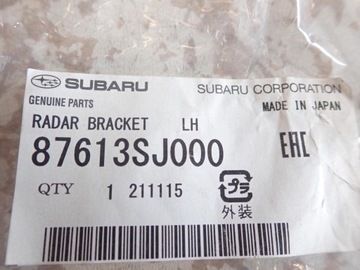 SUBARU SUBARU CORPORATION
GENUINE PARTS MADE IN JAPAN
RADAR BRACKET LH
87613SJ000 EAC
QTY 1 211115 プラ
外装